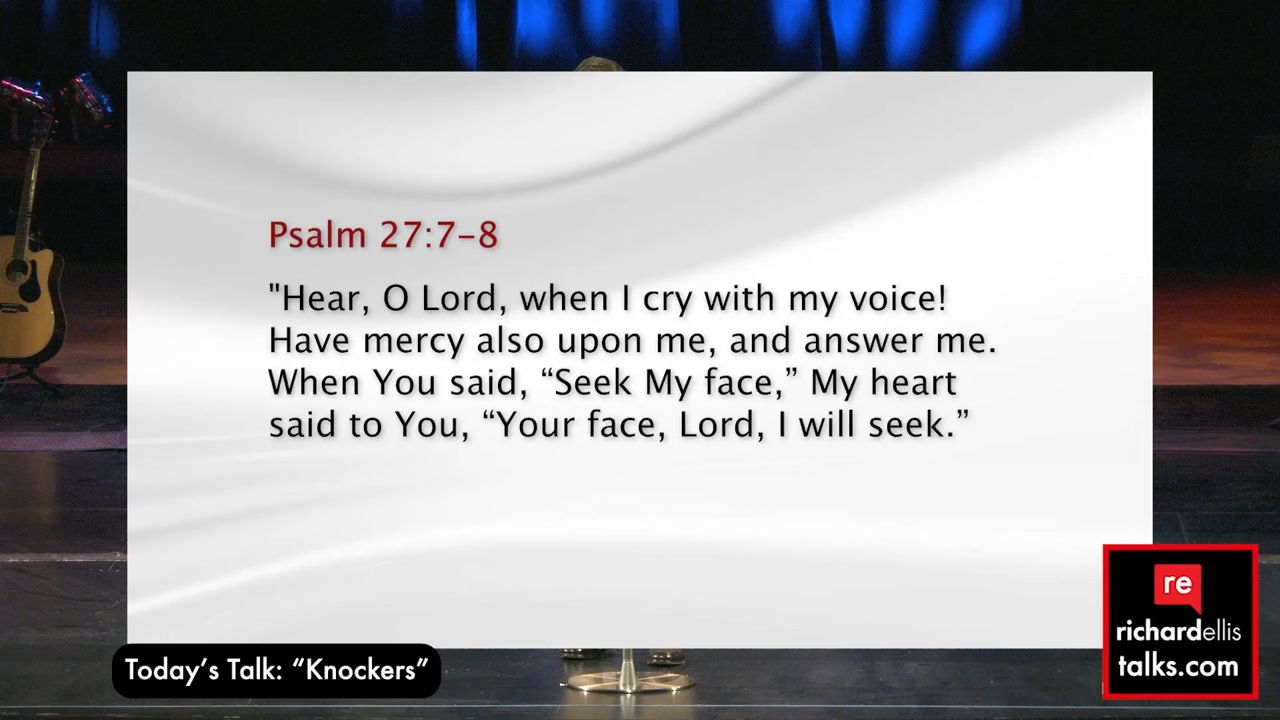 Psalm 27:7–8
"Hear, O Lord, when I cry with my voice!
Have mercy also upon me, and answer me.
When You said, “Seek My face,” My heart
said to You, “Your face, Lord, I will seek.”
Today’s Talk: “Knockers”
re
richardellis
talks.com